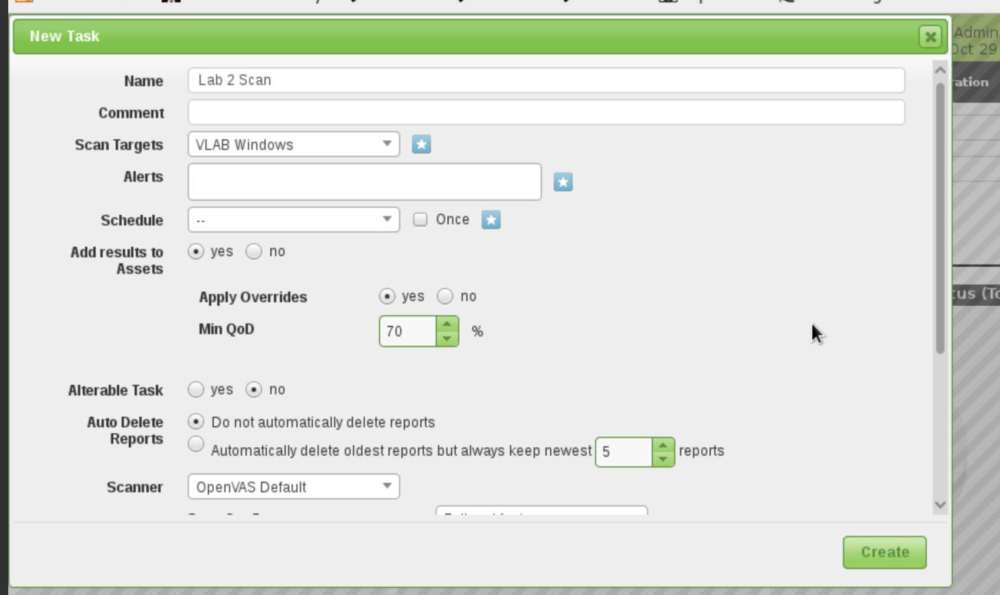 New Task
Admin
Oct 29
Name Lab 2 Scan
ation
Comment
Scan Targets VLAB Windows
Alerts
Schedule -- Once
Add results to Assets yes no
Apply Overrides yes no
tus (To
Min QoD 70 %
Alterable Task yes no
Auto Delete Reports Do not automatically delete reports
Automatically delete oldest reports but always keep newest 5 reports
Scanner OpenVAS Default
Create